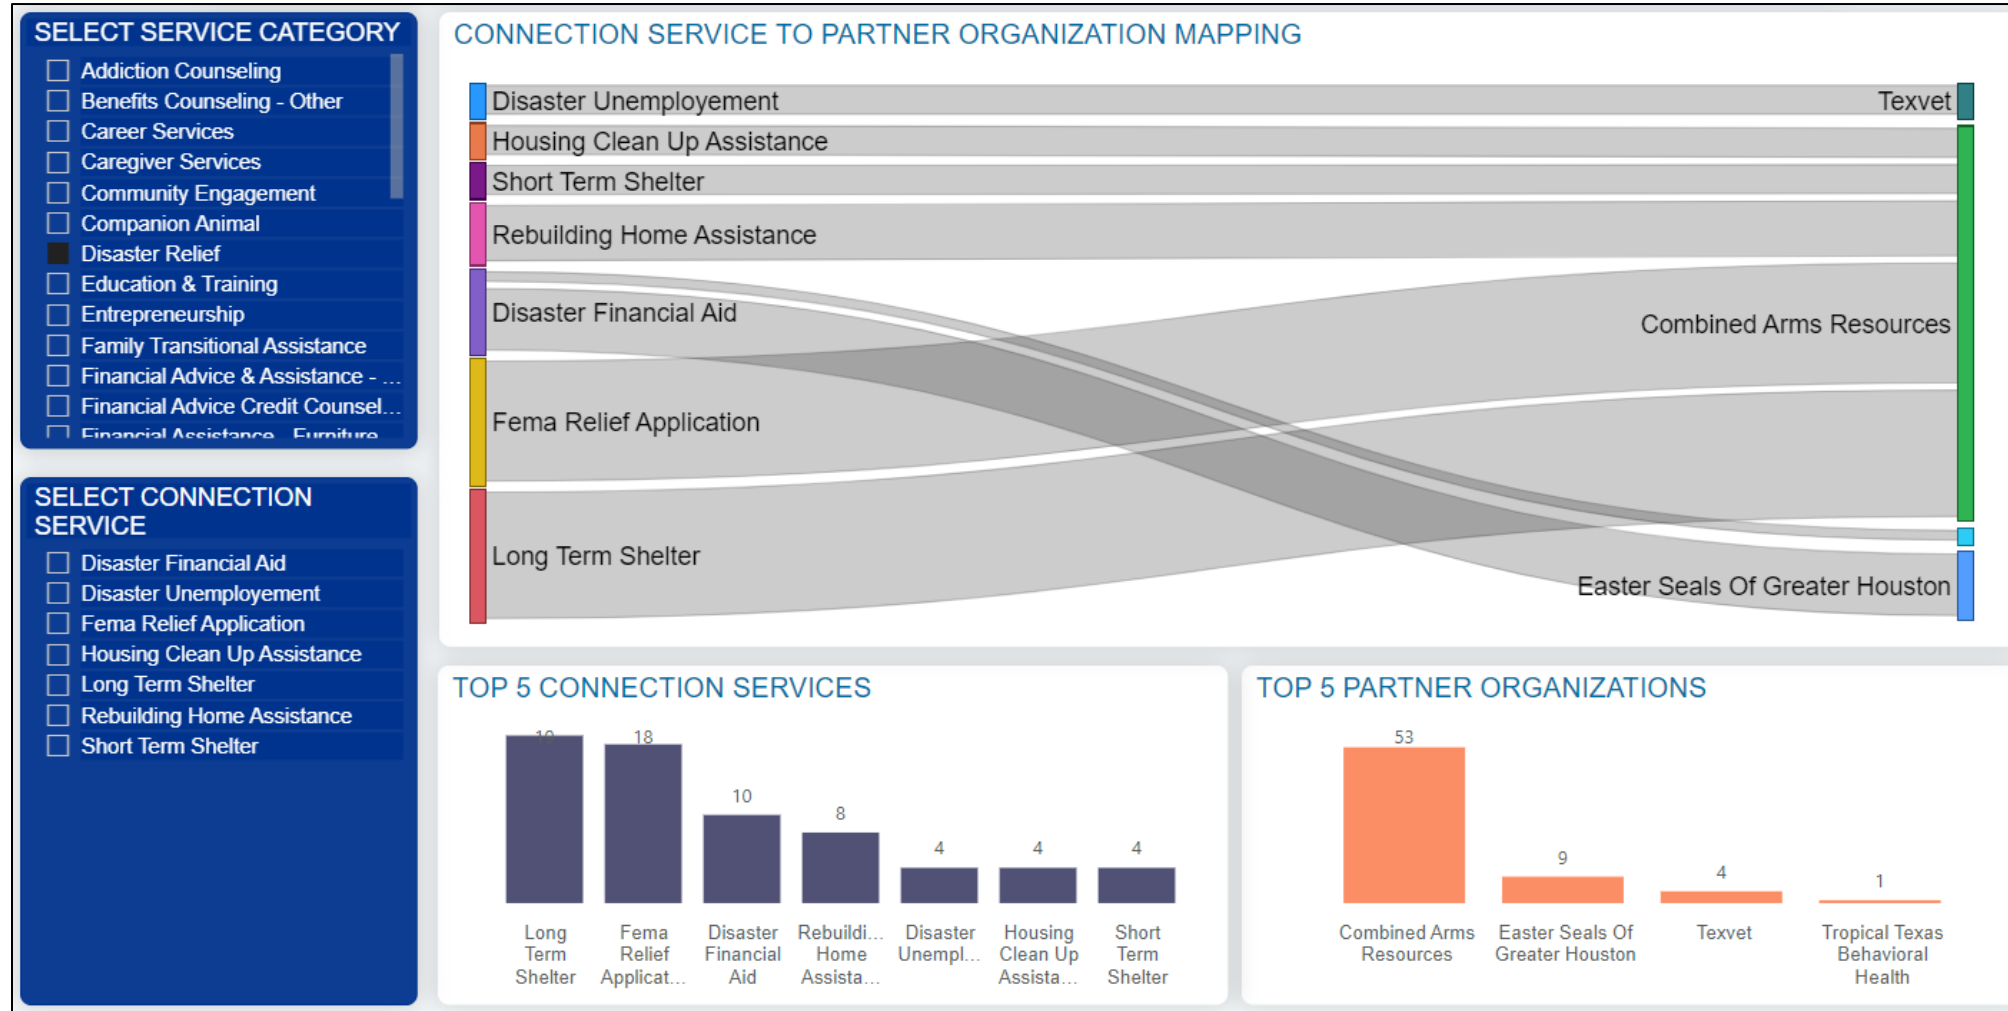 SELECT SERVICE CATEGORY
Addiction Counseling
Benefits Counseling - Other
Career Services
Caregiver Services
Community Engagement
Companion Animal
Disaster Relief
Education & Training
Entrepreneurship
Family Transitional Assistance
Financial Advice & Assistance - ...
Financial Advice Credit Counsel...
Financial Assistance - Furniture
SELECT CONNECTION
SERVICE
Disaster Financial Aid
Disaster Unemployement
Fema Relief Application
Housing Clean Up Assistance
Long Term Shelter
Rebuilding Home Assistance
Short Term Shelter
CONNECTION SERVICE TO PARTNER ORGANIZATION MAPPING
Disaster Unemployement
Housing Clean Up Assistance
Short Term Shelter
Rebuilding Home Assistance
Disaster Financial Aid
Fema Relief Application
Long Term Shelter
Texvet
Combined Arms Resources
Easter Seals Of Greater Houston
TOP 5 CONNECTION SERVICES
19
18
10
8
4
4
4
Long
Term
Shelter
Fema
Relief
Applicat...
Disaster
Financial
Aid
Rebuildi...
Home
Assista...
Disaster
Unempl...
Housing
Clean Up
Assista...
Short
Term
Shelter
TOP 5 PARTNER ORGANIZATIONS
53
9
4
1
Combined Arms
Resources
Easter Seals Of
Greater Houston
Texvet
Tropical Texas
Behavioral
Health